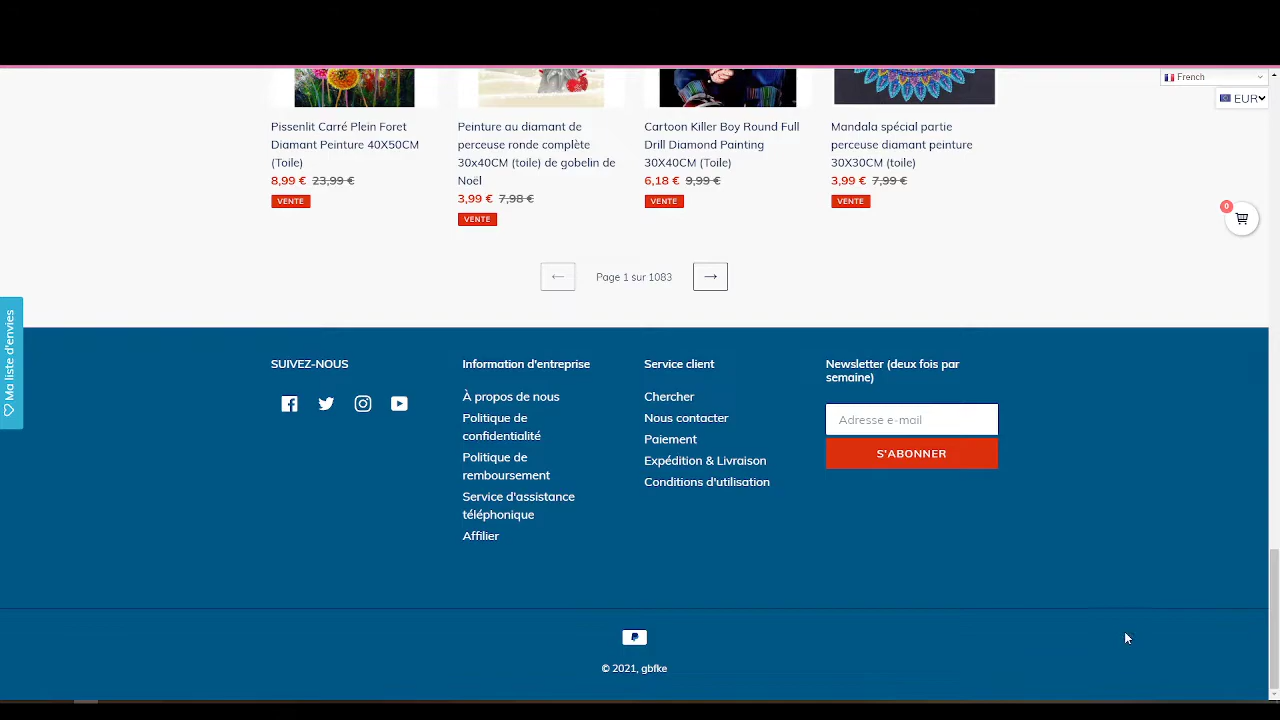 French
EUR
Pissenlit Carré Plein Foret
Diamant Peinture 40X50CM
(Toile)
8,99 € 23,99 €
VENTE
Peinture au diamant de
perceuse ronde complète
30x40CM (toile) de gobelin de
Noël
3,99 € 7,98 €
VENTE
Cartoon Killer Boy Round Full
Drill Diamond Painting
30X40CM (Toile)
6,18 € 9,99 €
VENTE
Mandala spécial partie
perceuse diamant peinture
30X30CM (toile)
3,99 € 7,99 €
VENTE
0
← Page 1 sur 1083 →
Ma liste d'envies
SUIVEZ-NOUS
Information d'entreprise
À propos de nous
Politique de
confidentialité
Politique de
remboursement
Service d'assistance
téléphonique
Affilier
Service client
Chercher
Nous contacter
Paiement
Expédition & Livraison
Conditions d'utilisation
Newsletter (deux fois par
semaine)
Adresse e-mail
S'ABONNER
© 2021, gbfke